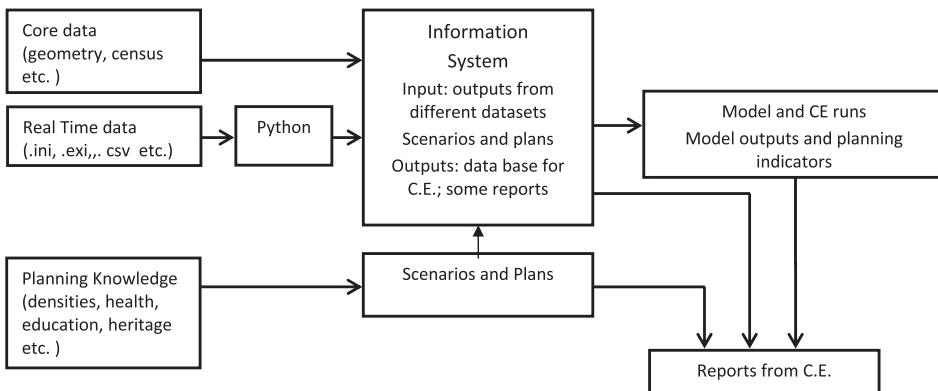 Core data
(geometry, census
etc. )
Real Time data
(.ini, .exi,,. csv etc.)
Python
Information
System
Input: outputs from
different datasets
Scenarios and plans
Outputs: data base for
C.E.; some reports
Model and CE runs
Model outputs and planning
indicators
Planning Knowledge
(densities, health,
education, heritage
etc. )
Scenarios and Plans
Reports from C.E.